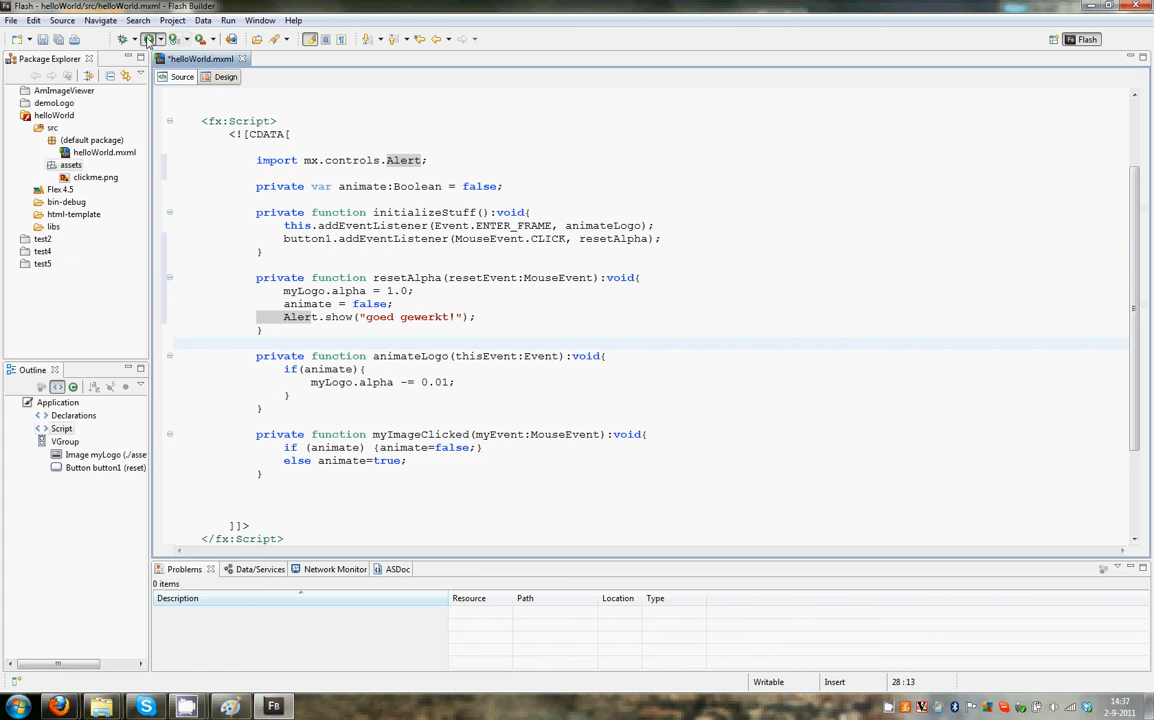 Flash - helloWorld/src/helloWorld.mxml - Flash Builder
File Edit Source Navigate Search Project Data Run Window Help
Flash
Package Explorer
AmImageViewer
demoLogo
helloWorld
src
(default package)
helloWorld.mxml
assets
clickme.png
Flex 4.5
bin-debug
html-template
libs
test2
test4
test5
Outline
Application
Declarations
Script
VGroup
Image myLogo (./asse
Button button1 (reset)
*helloWorld.mxml
Source Design
<fx:Script>
<![CDATA[
import mx.controls.Alert;
private var animate:Boolean = false;
private function initializeStuff():void{
this.addEventListener(Event.ENTER_FRAME, animateLogo);
button1.addEventListener(MouseEvent.CLICK, resetAlpha);
}
private function resetAlpha(resetEvent:MouseEvent):void{
myLogo.alpha = 1.0;
animate = false;
Alert.show("goed gewerkt!");
}
private function animateLogo(thisEvent:Event):void{
if(animate){
myLogo.alpha -= 0.01;
}
}
private function myImageClicked(myEvent:MouseEvent):void{
if (animate) {animate=false;}
else animate=true;
}
]]>
</fx:Script>
Problems Data/Services Network Monitor ASDoc
0 items
Description Resource Path Location Type
Writable Insert 28:13
Fb
14:37
2-9-2011